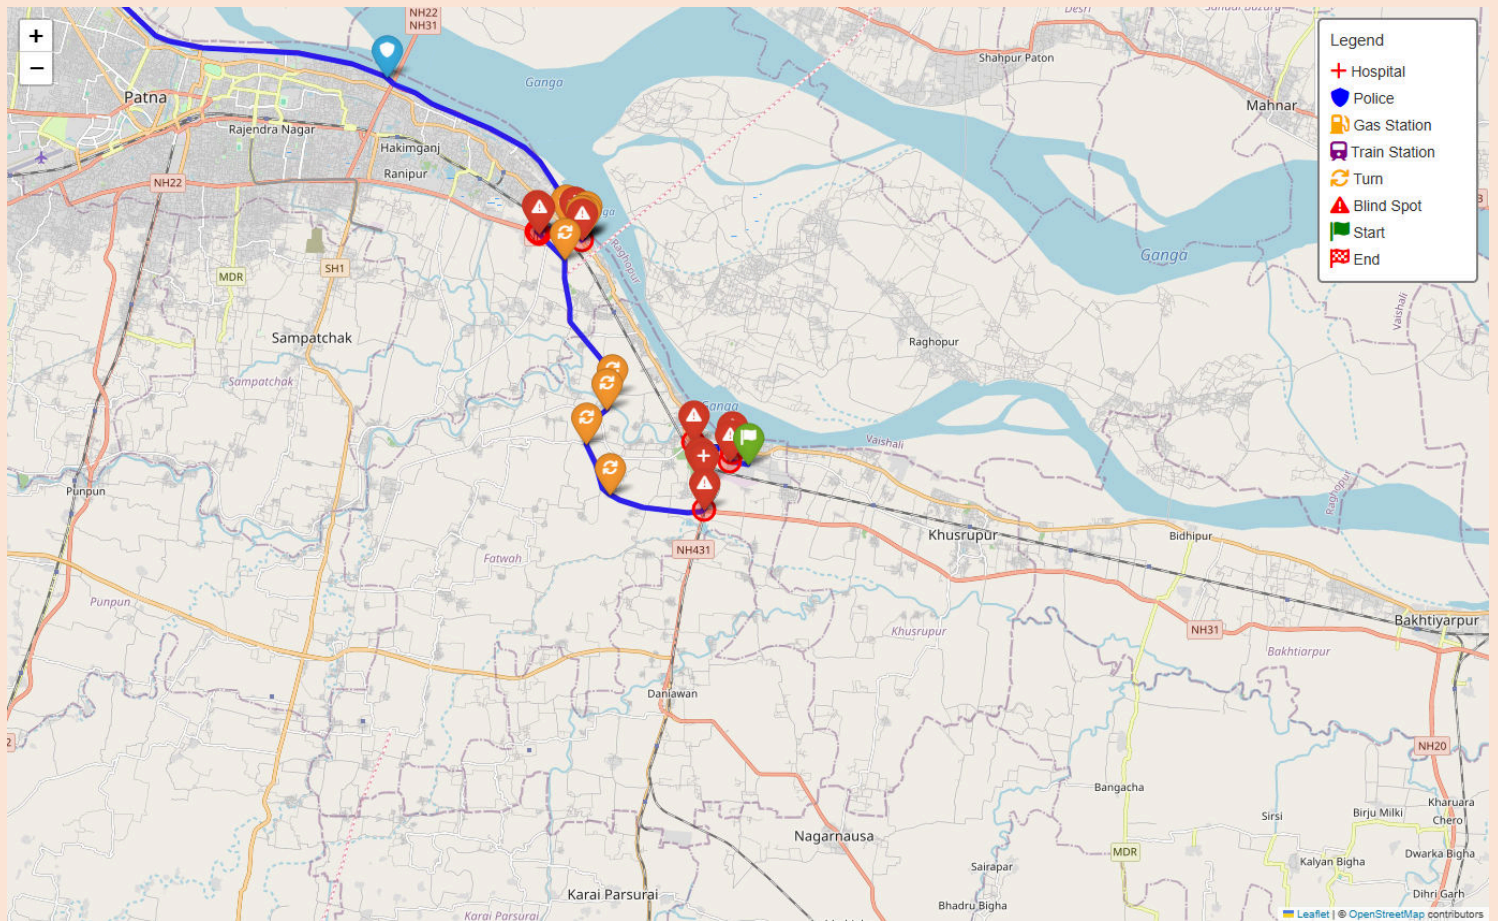 +
−
NH22
NH31
Desri
Shahpur Paton
Mahnar
Ganga
Patna
Rajendra Nagar
Hakimganj
Ranipur
NH22
Raghopur
Ganga
SH1
MDR
Vaishali
Sampatchak
Raghopur
Sampatchak
Ganga
Vaishali
Punpun
Raghopur
Khusrupur
Bidhipur
NH431
Fatwah
Punpun
Khusrupur
NH31
Bakhtiyarpur
Bakhtiarpur
Daniawan
NH20
Bangacha
Nagarnausa
Sirsi
Birju Milki
Kharuara
Chero
MDR
Kalyan Bigha
Dwarka Bigha
Sairapar
Karai Parsurai
Bhadru Bigha
Dihri Garh
Karai Parsurai
Legend
Hospital
Police
Gas Station
Train Station
Turn
Blind Spot
Start
End
Leaflet | © OpenStreetMap contributors